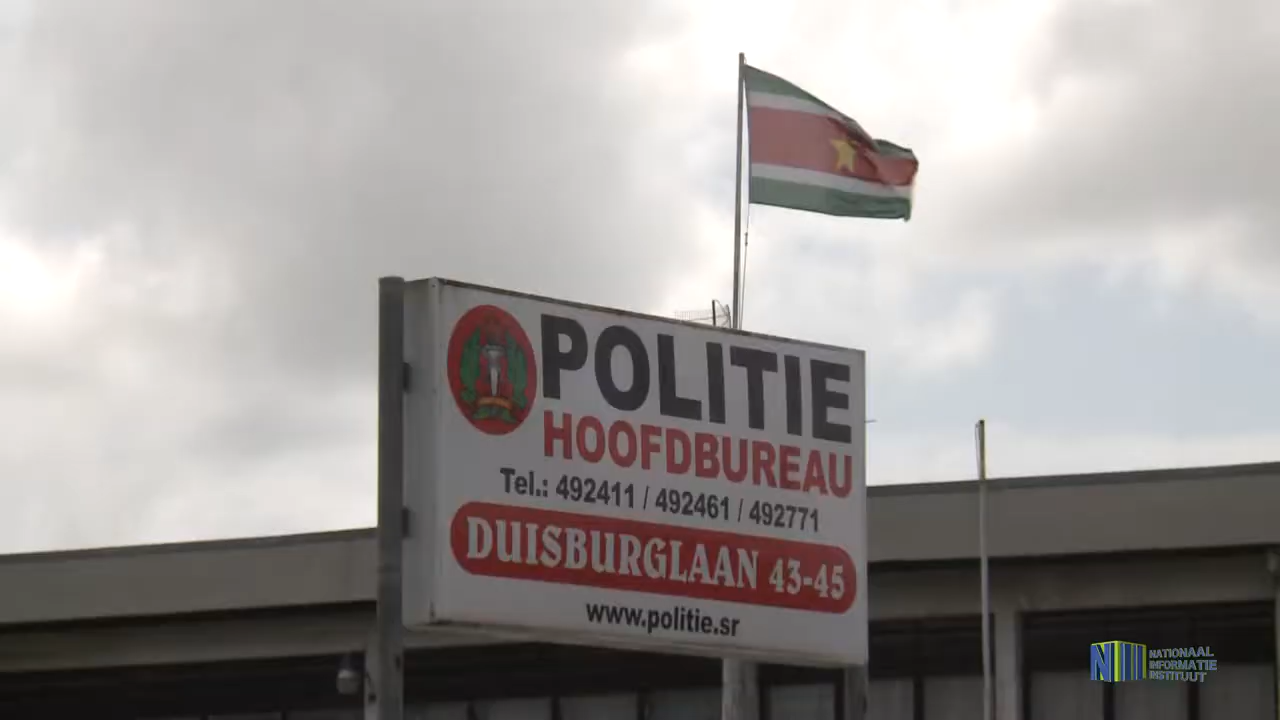 POLITIE
HOOFDBUREAU
Tel.: 492411 / 492461 / 492771
DUISBURGLAAN 43-45
www.politie.sr
NATIONAAL
INFORMATIE
INSTITUUT